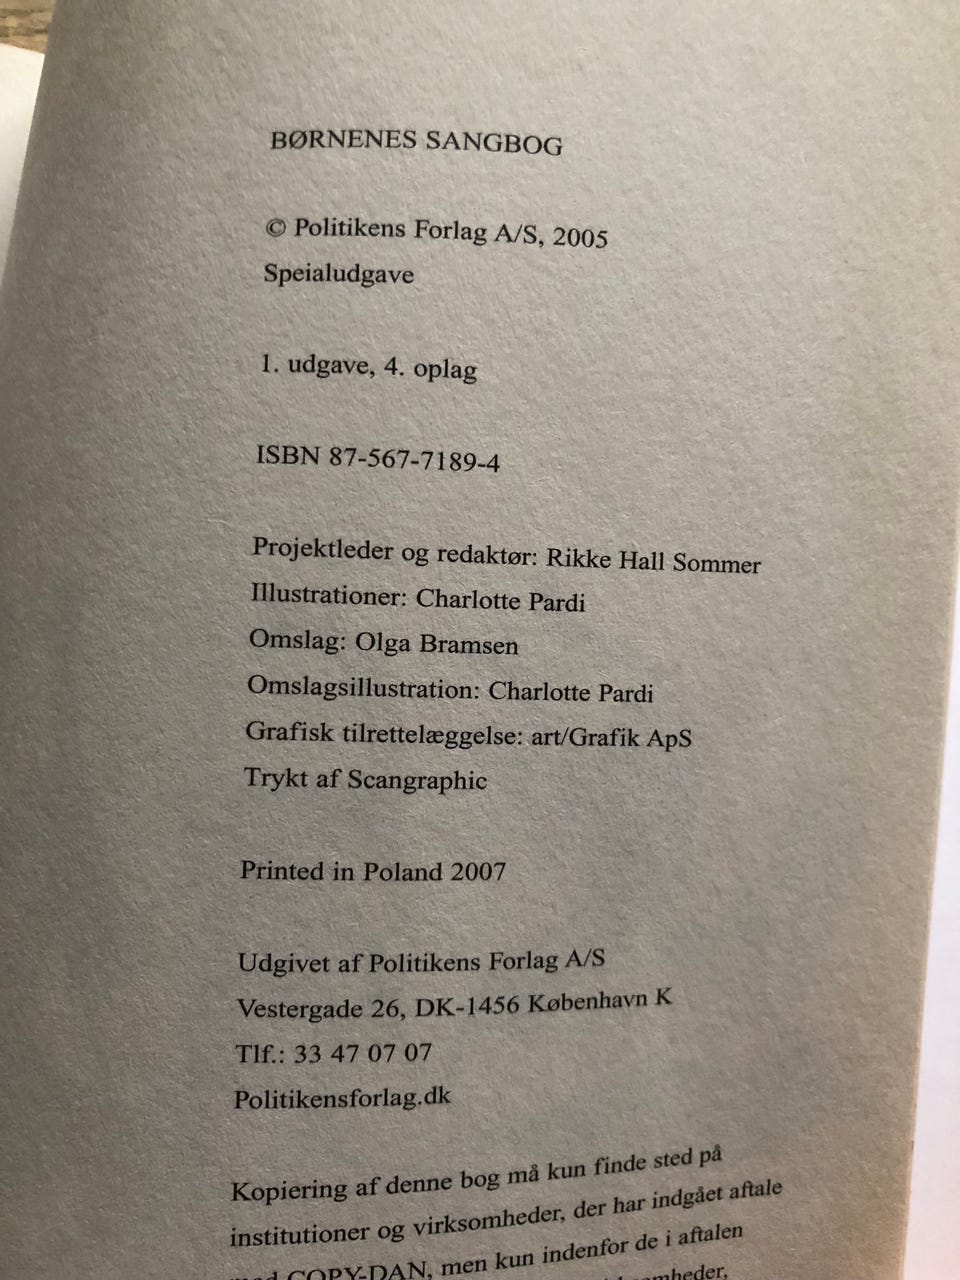 BØRNENES SANGBOG
© Politikens Forlag A/S, 2005
Speialudgave
1. udgave, 4. oplag
ISBN 87-567-7189-4
Projektleder og redaktør: Rikke Hall Sommer
Illustrationer: Charlotte Pardi
Omslag: Olga Bramsen
Omslagsillustration: Charlotte Pardi
Grafisk tilrettelæggelse: art/Grafik ApS
Trykt af Scangraphic
Printed in Poland 2007
Udgivet af Politikens Forlag A/S
Vestergade 26, DK-1456 København K
Tlf.: 33 47 07 07
Politikensforlag.dk
Kopiering af denne bog må kun finde sted på
institutioner og virksomheder, der har indgået aftale
COPY-DAN, men kun indenfor de i aftalen